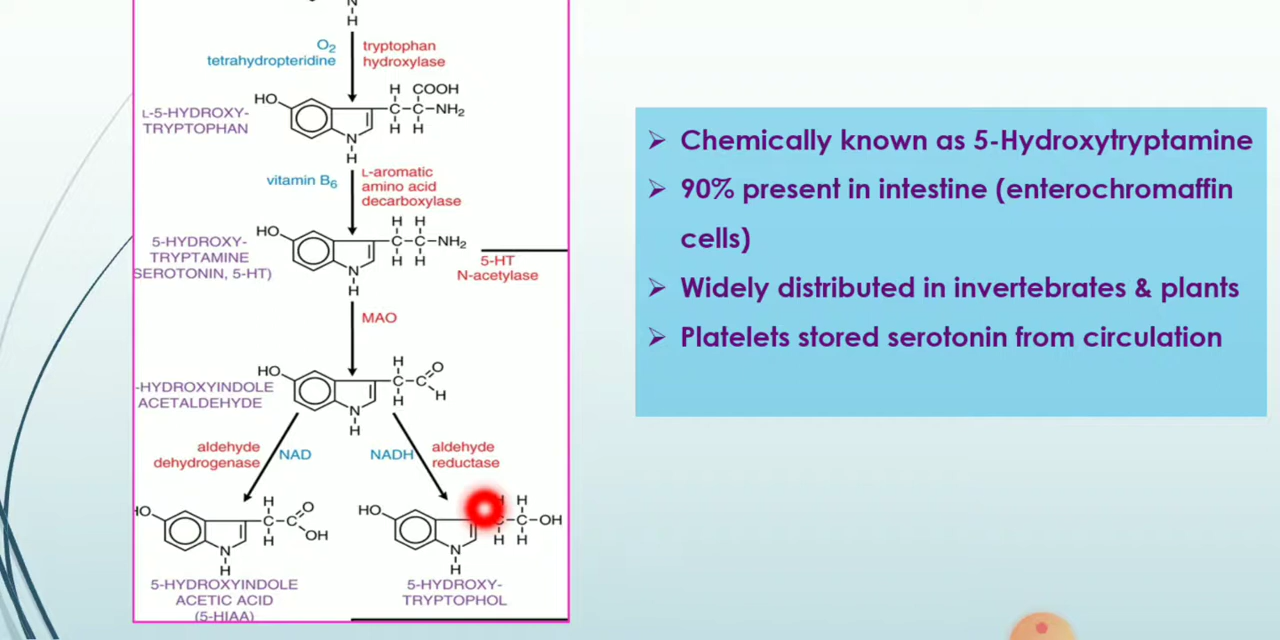 N
H
O2
tetrahydropteridine
tryptophan
hydroxylase
L-5-HYDROXY-
TRYPTOPHAN
HO
H COOH
C–C–NH2
H H
N
H
vitamin B6
L-aromatic
amino acid
decarboxylase
5-HYDROXY-
TRYPTAMINE
SEROTONIN, 5-HT)
HO
H H
C–C–NH2
H H
N
H
5-HT
N-acetylase
MAO
-HYDROXYINDOLE
ACETALDEHYDE
HO
H
C–C
O
H
H
N
H
aldehyde
dehydrogenase
NAD
NADH
aldehyde
reductase
HO
H
C–C
O
OH
H
N
H
5-HYDROXYINDOLE
ACETIC ACID
(5-HIAA)
HO
H H
C–C–OH
H H
N
H
5-HYDROXY-
TRYPTOPHOL
➢ Chemically known as 5-Hydroxytryptamine
➢ 90% present in intestine (enterochromaffin
cells)
➢ Widely distributed in invertebrates & plants
➢ Platelets stored serotonin from circulation